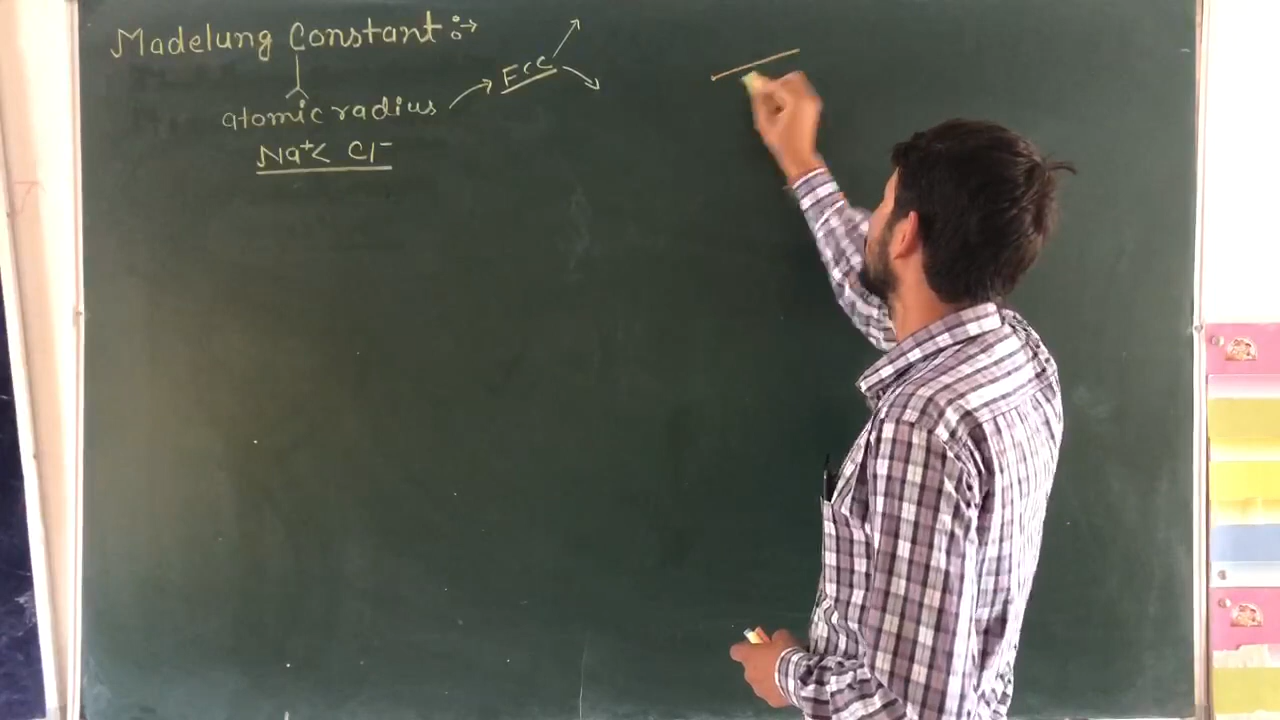 Madelung Constant :→
Fcc
atomic radius
Na⁺< Cl⁻